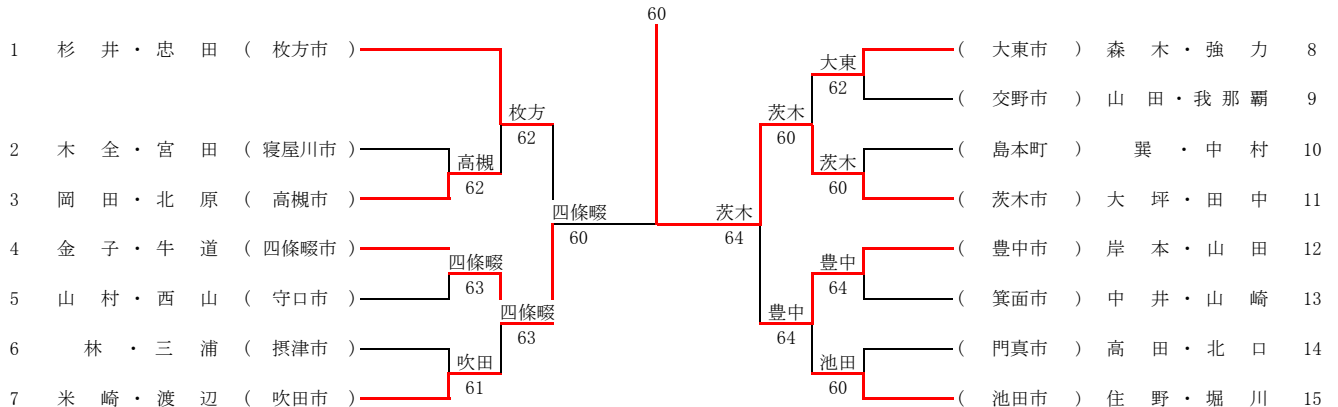 60
1 杉 井 ・ 忠 田 ( 枚方市 )
( 大東市 ) 森 木 ・ 強 力 8
大東
62
( 交野市 ) 山 田 ・ 我 那 覇 9
枚方
62
茨木
60
2 木 全 ・ 宮 田 ( 寝屋川市 )
( 島本町 ) 巽 ・ 中 村 10
高槻
62
茨木
60
3 岡 田 ・ 北 原 ( 高槻市 )
( 茨木市 ) 大 坪 ・ 田 中 11
四條畷
60
茨木
64
4 金 子 ・ 牛 道 ( 四條畷市 )
( 豊中市 ) 岸 本 ・ 山 田 12
四條畷
63
豊中
64
5 山 村 ・ 西 山 ( 守口市 )
( 箕面市 ) 中 井 ・ 山 崎 13
四條畷
63
豊中
64
6 林 ・ 三 浦 ( 摂津市 )
( 門真市 ) 高 田 ・ 北 口 14
吹田
61
池田
60
7 米 崎 ・ 渡 辺 ( 吹田市 )
( 池田市 ) 住 野 ・ 堀 川 15